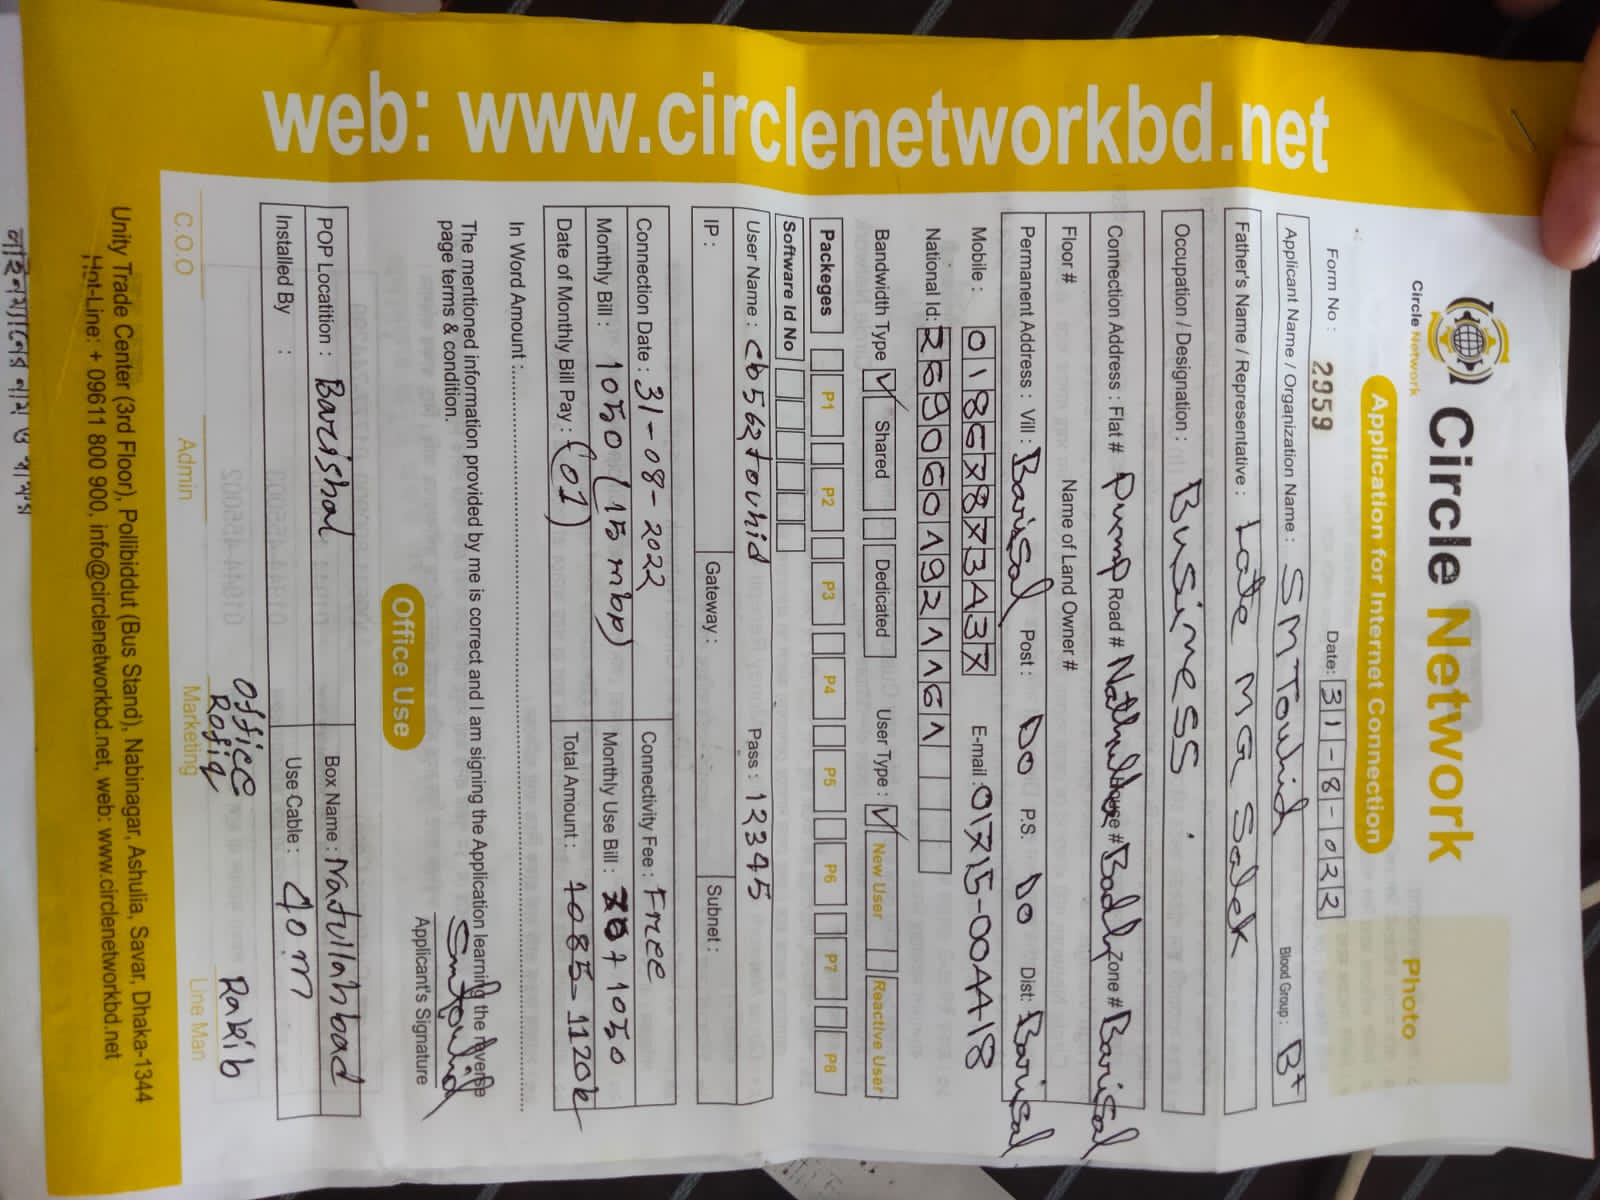 Circle Network
Circle Network
Application for Internet Connection
Photo
Form No : 2959 Date: 31-8-022
Applicant Name / Organization Name : SM Touhid Blood Group : B+
Father's Name / Representative : Late MG Salek
Occupation / Designation : Business
Connection Address : Flat # Pump Road # House # Zone # Barisal
Floor # Name of Land Owner #
Permanent Address : Vill : Barisal Post : DO P.S: DO Dist: Barisal
Mobile : E-mail :
National Id:
Bandwidth Type Shared Dedicated User Type : New User Reactive User
Packeges P1 P2 P3 P4 P5 P6 P7 P8
Software Id No
User Name : cb562touhid Pass : 12345
IP : Gateway : Subnet :
Connection Date : 31-08-2022 Connectivity Fee : Free
Monthly Bill : 1050 (15 mbp) Monthly Use Bill : 1050
Date of Monthly Bill Pay : (01) Total Amount :
In Word Amount :
The mentioned information provided by me is correct and I am signing the Application learning the reverse
page terms & condition.
Applicant's Signature
Office Use
POP Locatition : Barishal Box Name : Natullahbad
Installed By : Use Cable : 40 m
office
Rofiq Rakib
C.O.O Admin Marketing Line Man
Unity Trade Center (3rd Floor), Pollibiddut (Bus Stand), Nabinagar, Ashulia, Savar, Dhaka-1344
Hot-Line: + 09611 800 900, info@circlenetworkbd.net, web: www.circlenetworkbd.net
web: www.circlenetworkbd.net